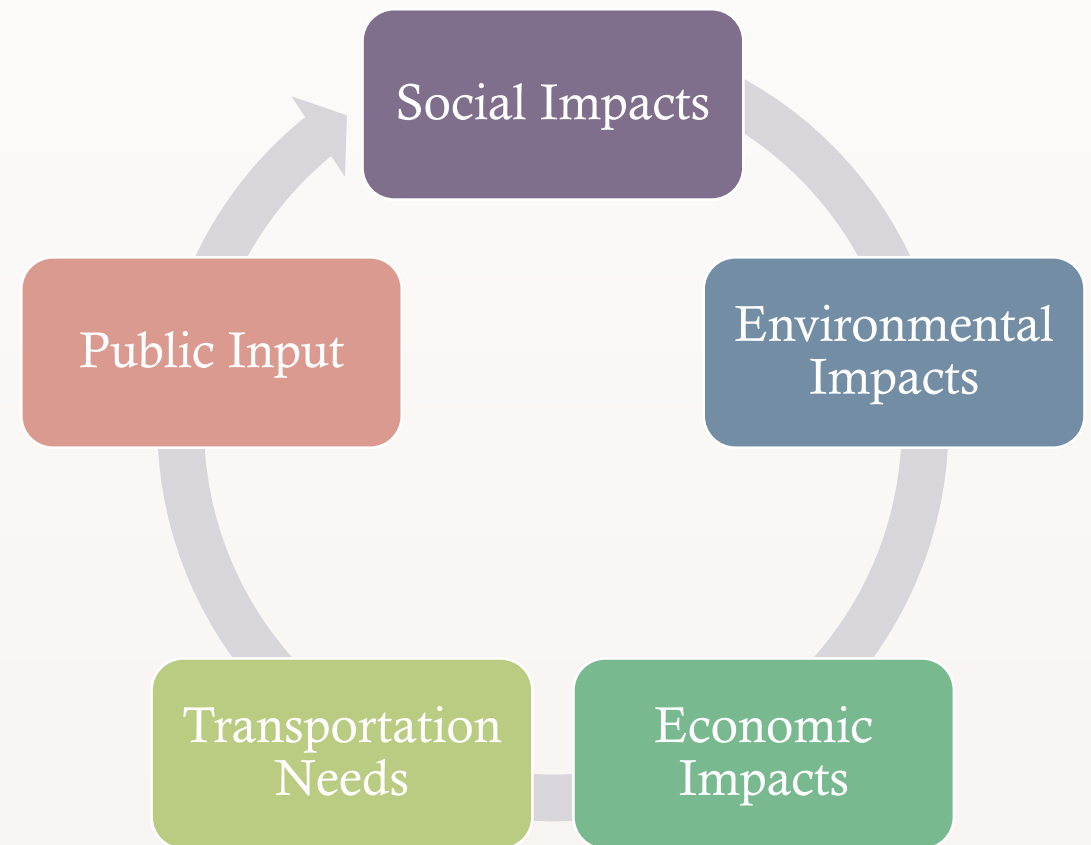 Social Impacts
Environmental
Impacts
Economic
Impacts
Transportation
Needs
Public Input